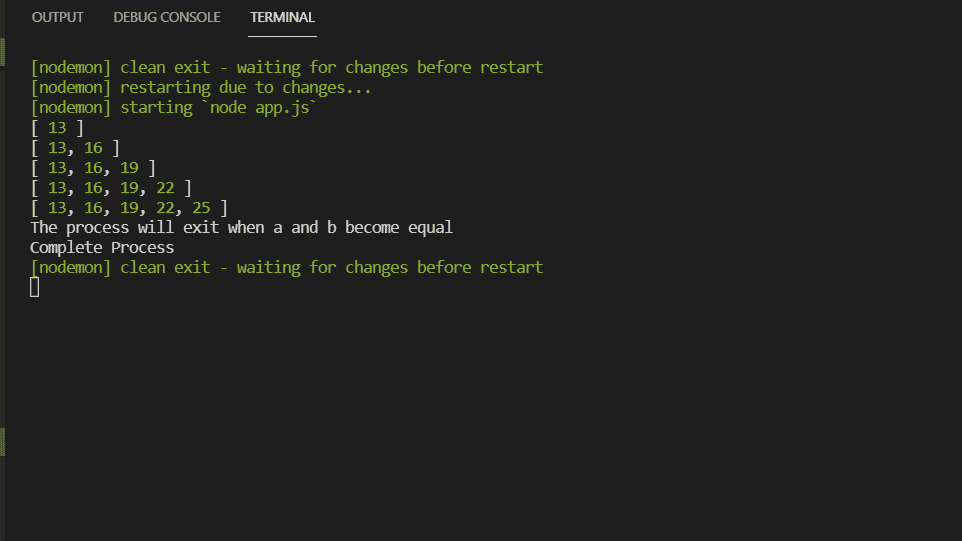 OUTPUT DEBUG CONSOLE TERMINAL
[nodemon] clean exit - waiting for changes before restart
[nodemon] restarting due to changes...
[nodemon] starting `node app.js`
[ 13 ]
[ 13, 16 ]
[ 13, 16, 19 ]
[ 13, 16, 19, 22 ]
[ 13, 16, 19, 22, 25 ]
The process will exit when a and b become equal
Complete Process
[nodemon] clean exit - waiting for changes before restart